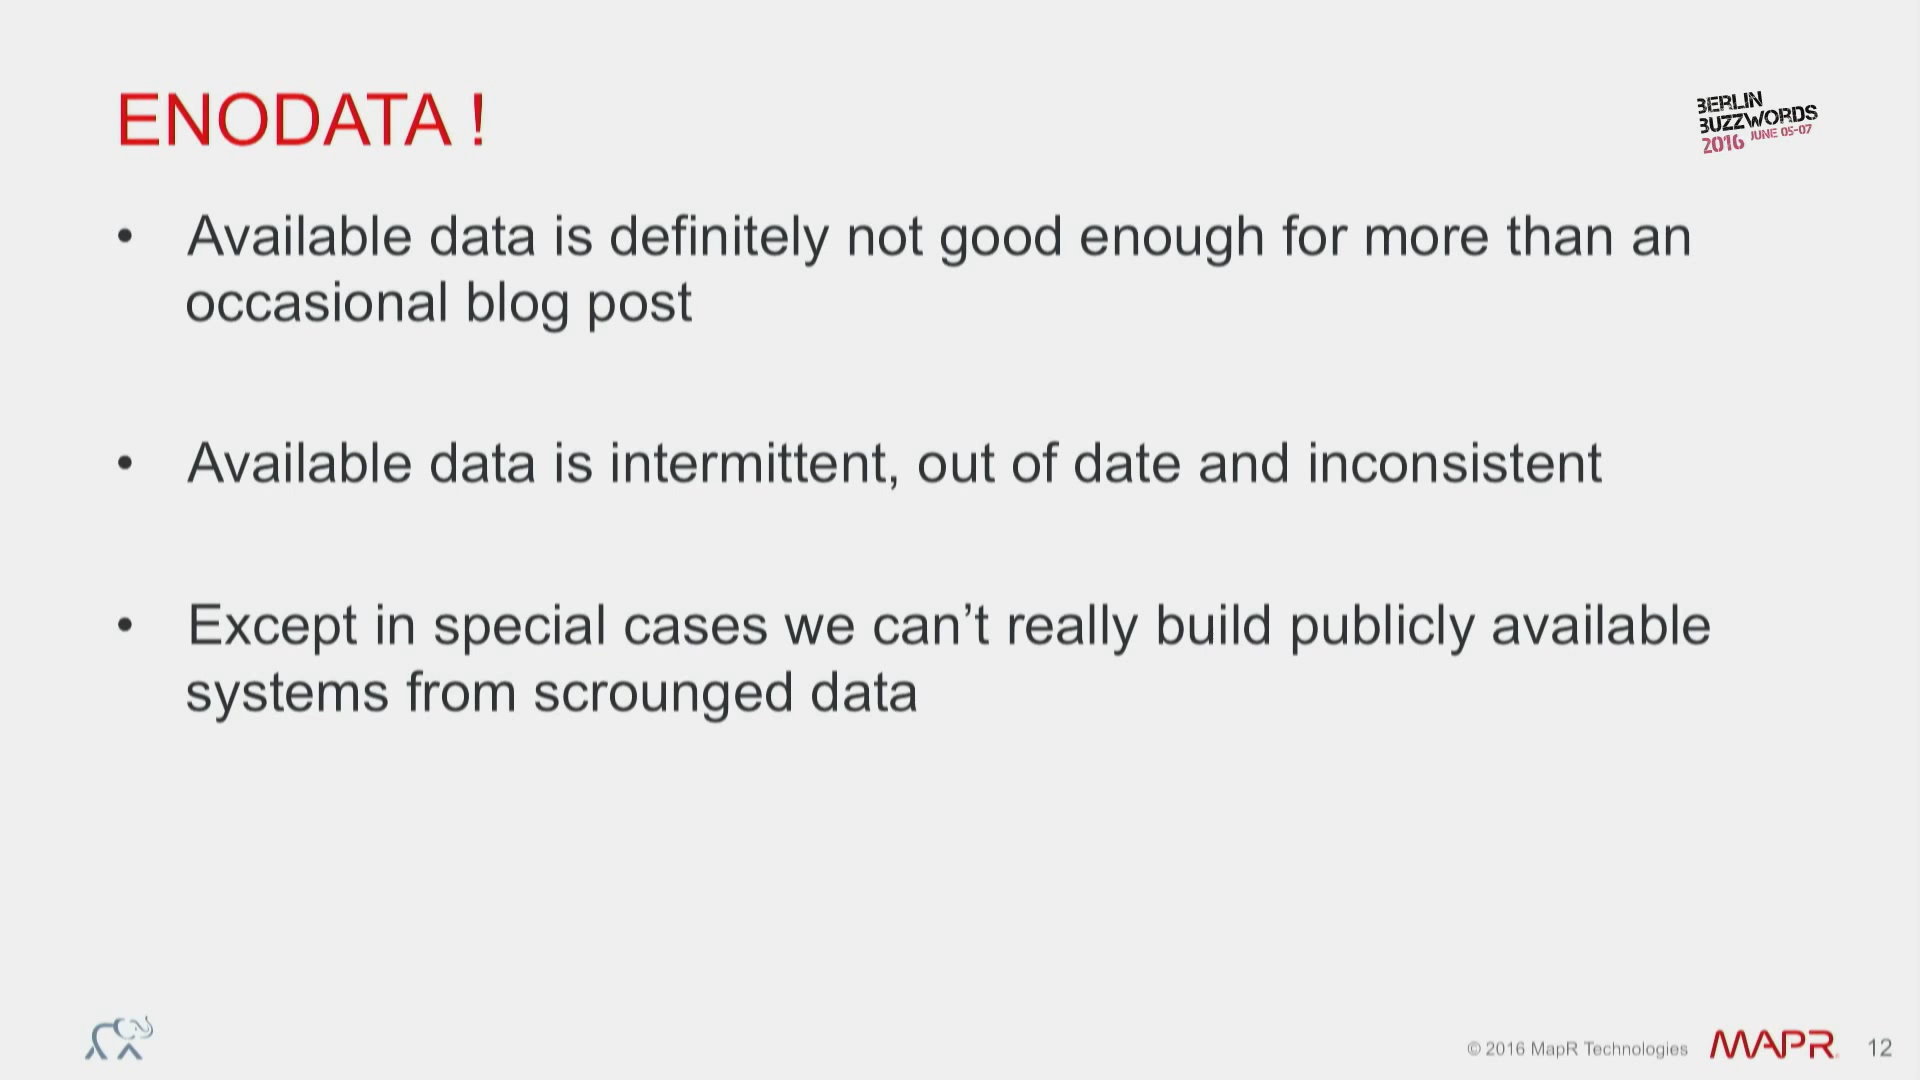 ENODATA !
BERLIN
BUZZWORDS
2016 JUNE 05-07
• Available data is definitely not good enough for more than an
occasional blog post
• Available data is intermittent, out of date and inconsistent
• Except in special cases we can’t really build publicly available
systems from scrounged data
© 2016 MapR Technologies MAPR 12